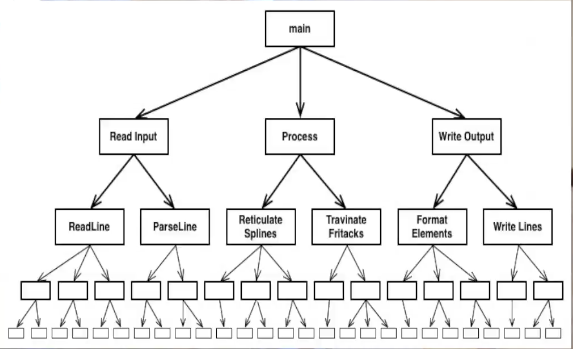 main
Read Input
Process
Write Output
ReadLine
ParseLine
Reticulate
Splines
Travinate
Fritacks
Format
Elements
Write Lines